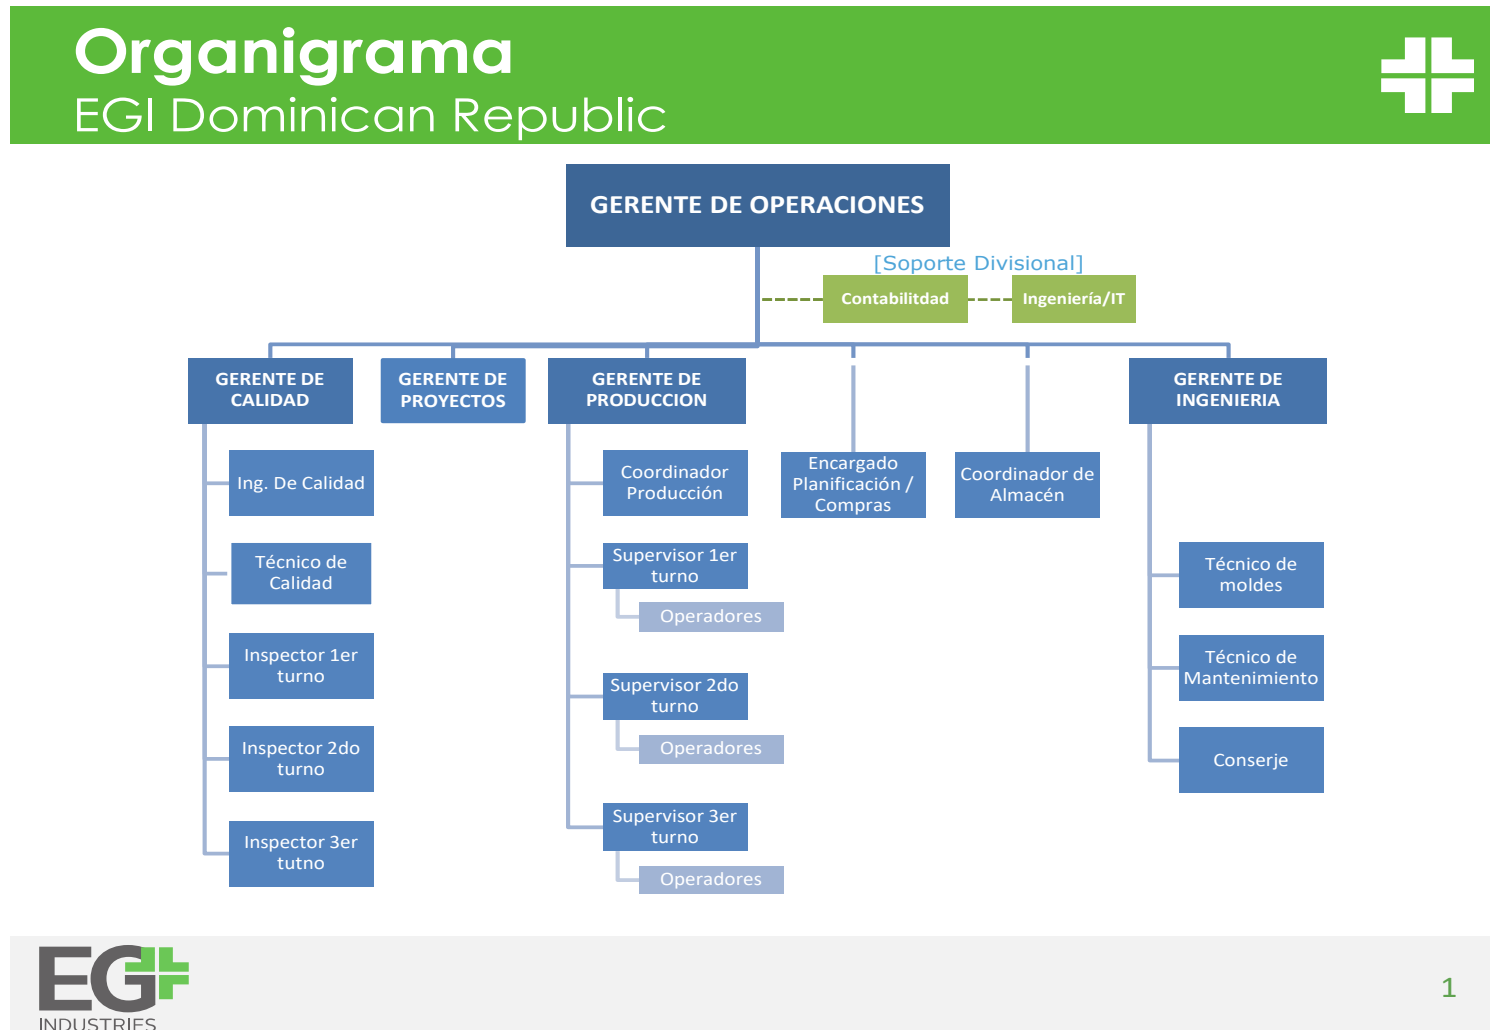 Organigrama
EGI Dominican Republic
GERENTE DE OPERACIONES
[Soporte Divisional]
Contabilitdad
Ingeniería/IT
GERENTE DE
CALIDAD
GERENTE DE
PROYECTOS
GERENTE DE
PRODUCCION
GERENTE DE
INGENIERIA
Ing. De Calidad
Técnico de
Calidad
Inspector 1er
turno
Inspector 2do
turno
Inspector 3er
tutno
Coordinador
Producción
Supervisor 1er
turno
Operadores
Supervisor 2do
turno
Operadores
Supervisor 3er
turno
Operadores
Encargado
Planificación /
Compras
Coordinador de
Almacén
Técnico de
moldes
Técnico de
Mantenimiento
Conserje
EG
INDUSTRIES
1